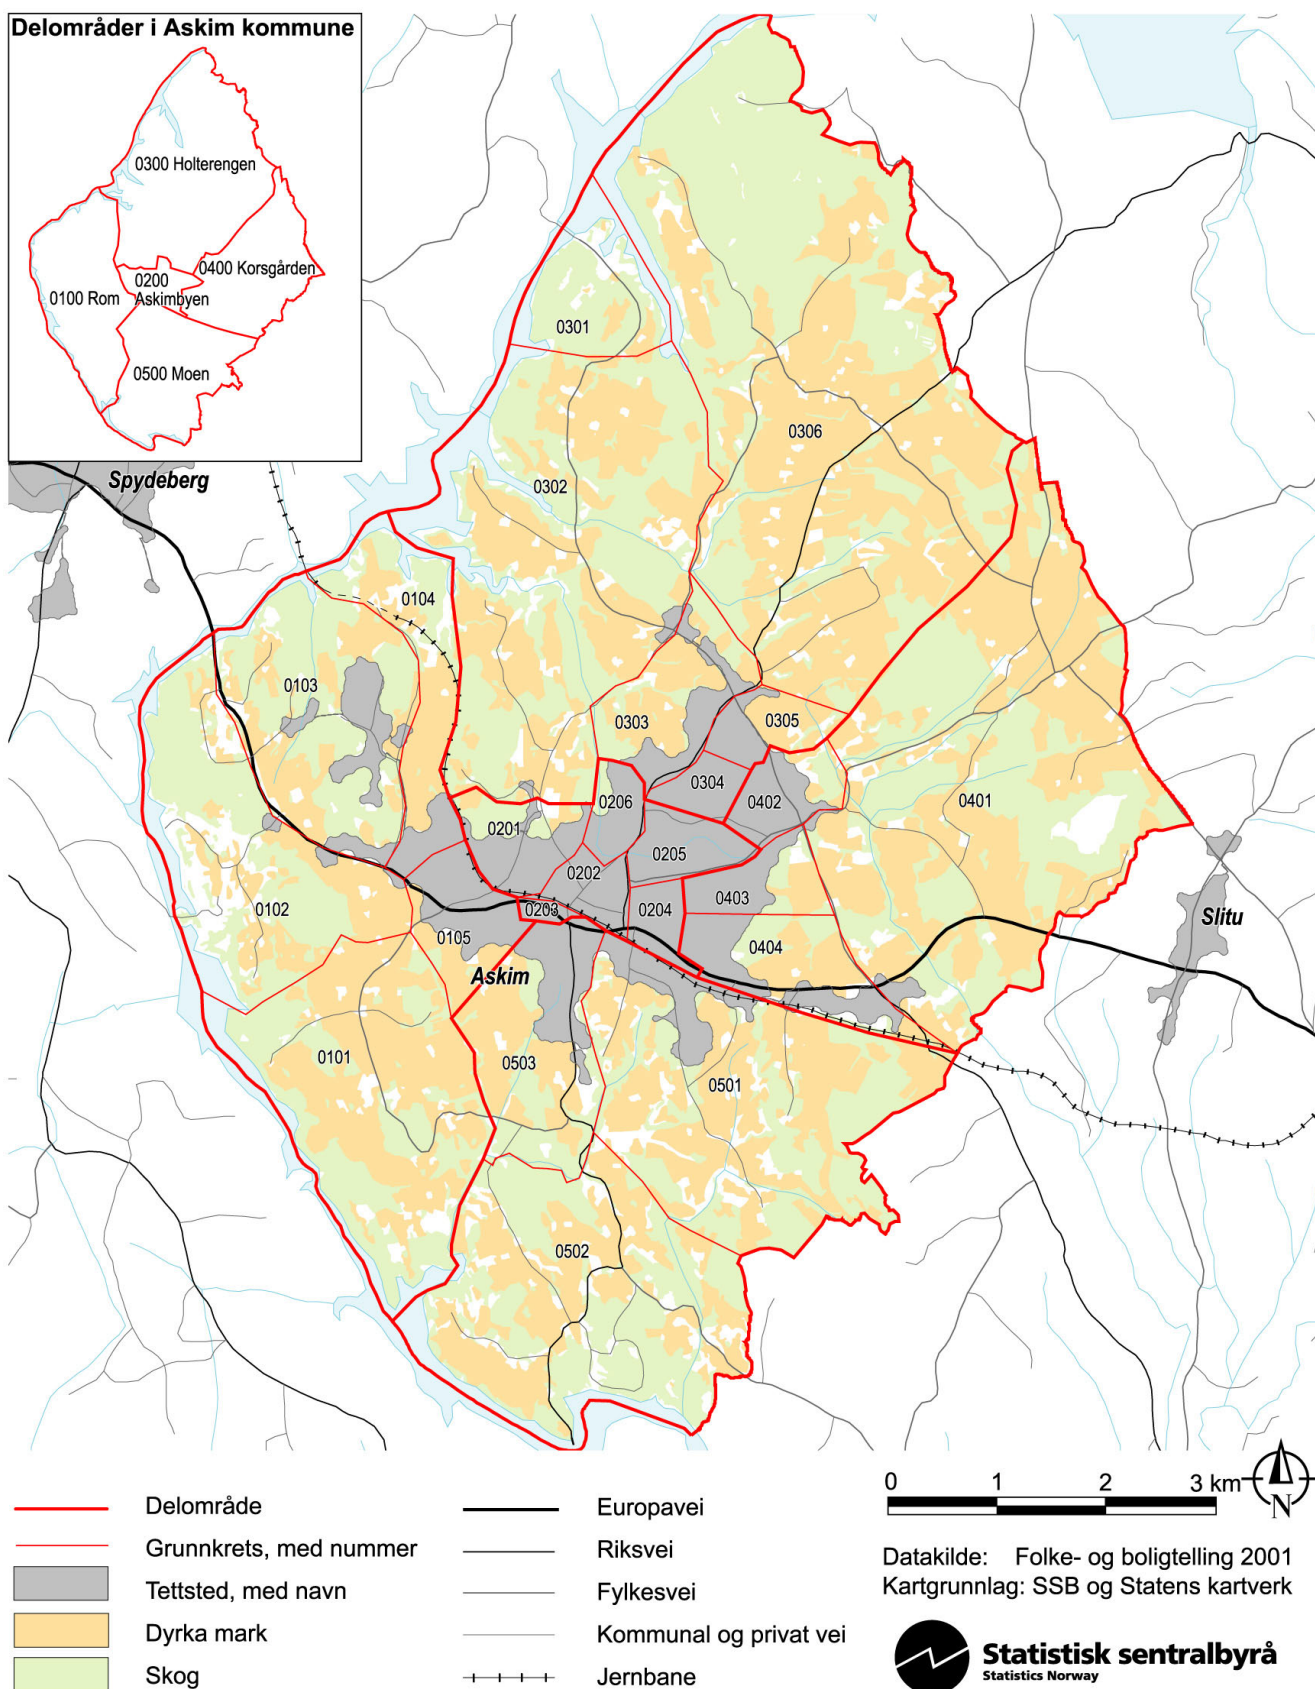 Delområder i Askim kommune
0300 Holterengen
0400 Korsgården
0200
Askimbyen
0100 Rom
0500 Moen
Spydeberg
0301
0306
0302
0104
0103
0303
0305
0304
0402
0401
0206
0201
0205
0202
0403
0203
0204
0102
0105
0404
Slitu
Askim
0101
0503
0501
0502
Delområde
Grunnkrets, med nummer
Tettsted, med navn
Dyrka mark
Skog
Europavei
Riksvei
Fylkesvei
Kommunal og privat vei
Jernbane
0 1 2 3 km
N
Datakilde: Folke- og boligtelling 2001
Kartgrunnlag: SSB og Statens kartverk
Statistisk sentralbyrå
Statistics Norway